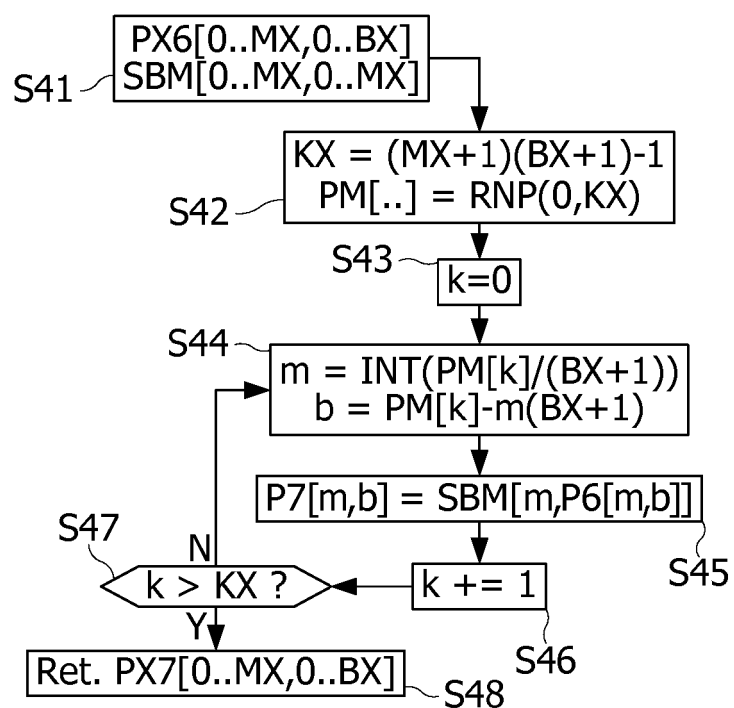 PX6[0..MX,0..BX]
SBM[0..MX,0..MX]
S41
KX = (MX+1)(BX+1)-1
PM[..] = RNP(0,KX)
S42
S43
k=0
S44
m = INT(PM[k]/(BX+1))
b = PM[k]-m(BX+1)
P7[m,b] = SBM[m,P6[m,b]]
S45
S47
N
k > KX ?
k += 1
Y
S46
Ret. PX7[0..MX,0..BX]
S48